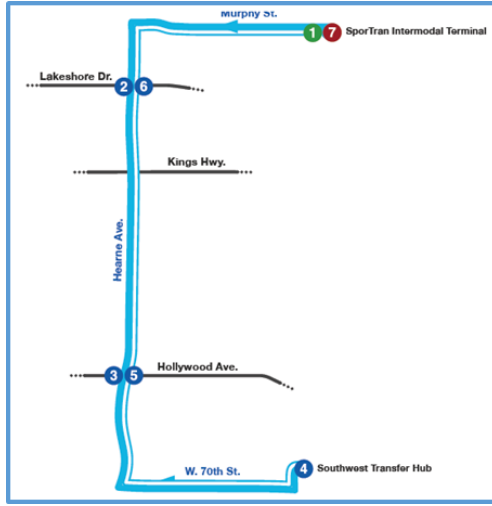 Murphy St.
1 7 SporTran Intermodal Terminal
Lakeshore Dr.
2 6
Kings Hwy.
Hearne Ave.
Hollywood Ave.
3 5
W. 70th St.
4 Southwest Transfer Hub